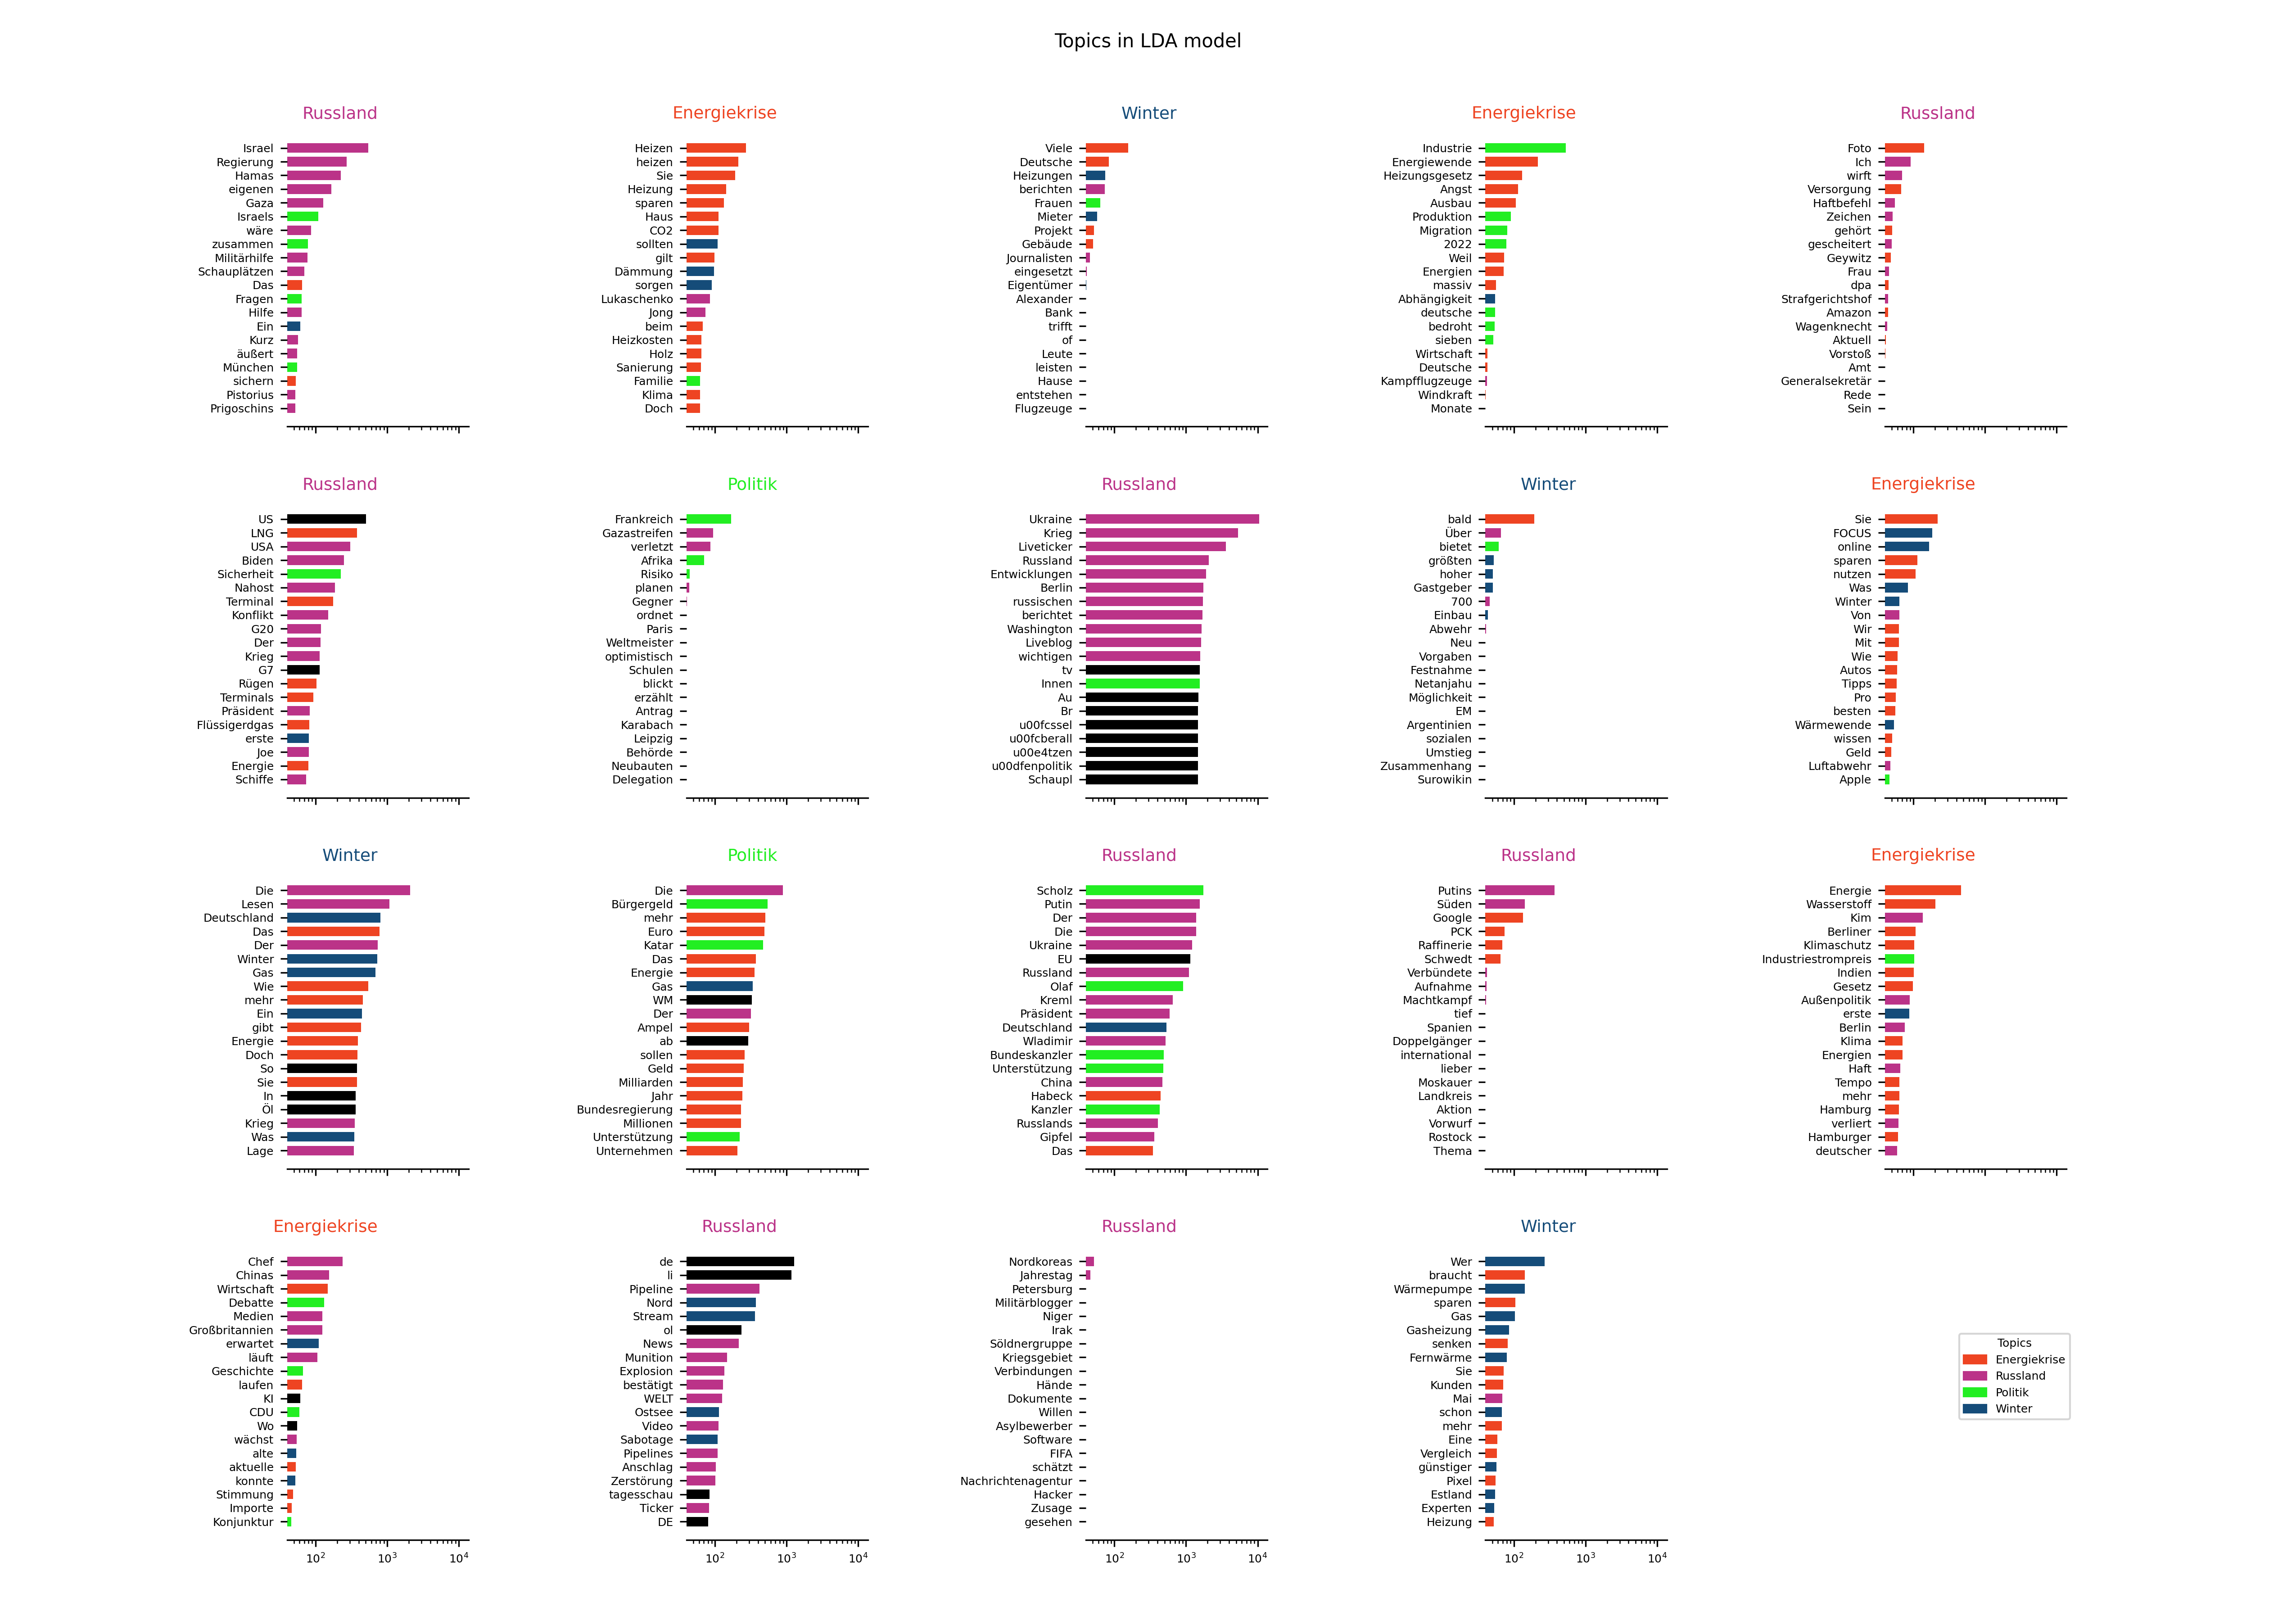 Topics in LDA model
Russland
Israel
Regierung
Hamas
eigenen
Gaza
Israels
wäre
zusammen
Militärhilfe
Schauplätzen
Das
Fragen
Hilfe
Ein
Kurz
äußert
München
sichern
Pistorius
Prigoschins
Energiekrise
Heizen
heizen
Sie
Heizung
sparen
Haus
CO2
sollten
gilt
Dämmung
sorgen
Lukaschenko
Jong
beim
Heizkosten
Holz
Sanierung
Familie
Klima
Doch
Winter
Viele
Deutsche
Heizungen
berichten
Frauen
Mieter
Projekt
Gebäude
Journalisten
eingesetzt
Eigentümer
Alexander
Bank
trifft
of
Leute
leisten
Hause
entstehen
Flugzeuge
Energiekrise
Industrie
Energiewende
Heizungsgesetz
Angst
Ausbau
Produktion
Migration
2022
Weil
Energien
massiv
Abhängigkeit
deutsche
bedroht
sieben
Wirtschaft
Deutsche
Kampfflugzeuge
Windkraft
Monate
Russland
Foto
Ich
wirft
Versorgung
Haftbefehl
Zeichen
gehört
gescheitert
Geywitz
Frau
dpa
Strafgerichtshof
Amazon
Wagenknecht
Aktuell
Vorstoß
Amt
Generalsekretär
Rede
Sein
Russland
US
LNG
USA
Biden
Sicherheit
Nahost
Terminal
Konflikt
G20
Der
Krieg
G7
Rügen
Terminals
Präsident
Flüssigerdgas
erste
Joe
Energie
Schiffe
Politik
Frankreich
Gazastreifen
verletzt
Afrika
Risiko
planen
Gegner
ordnet
Paris
Weltmeister
optimistisch
Schulen
blickt
erzählt
Antrag
Karabach
Leipzig
Behörde
Neubauten
Delegation
Russland
Ukraine
Krieg
Liveticker
Russland
Entwicklungen
Berlin
russischen
berichtet
Washington
Liveblog
wichtigen
tv
Innen
Au
Br
u00fcssel
u00fcberall
u00e4tzen
u00dfenpolitik
Schaupl
Winter
bald
Über
bietet
größten
hoher
Gastgeber
700
Einbau
Abwehr
Neu
Vorgaben
Festnahme
Netanjahu
Möglichkeit
EM
Argentinien
sozialen
Umstieg
Zusammenhang
Surowikin
Energiekrise
Sie
FOCUS
online
sparen
nutzen
Was
Winter
Von
Wir
Mit
Wie
Autos
Tipps
Pro
besten
Wärmewende
wissen
Geld
Luftabwehr
Apple
Winter
Die
Lesen
Deutschland
Das
Der
Winter
Gas
Wie
mehr
Ein
gibt
Energie
Doch
So
Sie
In
Öl
Krieg
Was
Lage
Politik
Die
Bürgergeld
mehr
Euro
Katar
Das
Energie
Gas
WM
Der
Ampel
ab
sollen
Geld
Milliarden
Jahr
Bundesregierung
Millionen
Unterstützung
Unternehmen
Russland
Scholz
Putin
Der
Die
Ukraine
EU
Russland
Olaf
Kreml
Präsident
Deutschland
Wladimir
Bundeskanzler
Unterstützung
China
Habeck
Kanzler
Russlands
Gipfel
Das
Russland
Putins
Süden
Google
PCK
Raffinerie
Schwedt
Verbündete
Aufnahme
Machtkampf
tief
Spanien
Doppelgänger
international
lieber
Moskauer
Landkreis
Aktion
Vorwurf
Rostock
Thema
Energiekrise
Energie
Wasserstoff
Kim
Berliner
Klimaschutz
Industriestrompreis
Indien
Gesetz
Außenpolitik
erste
Berlin
Klima
Energien
Haft
Tempo
mehr
Hamburg
verliert
Hamburger
deutscher
Energiekrise
Chef
Chinas
Wirtschaft
Debatte
Medien
Großbritannien
erwartet
läuft
Geschichte
laufen
KI
CDU
Wo
wächst
alte
aktuelle
konnte
Stimmung
Importe
Konjunktur
10² 10³ 10⁴
Russland
de
li
Pipeline
Nord
Stream
ol
News
Munition
Explosion
bestätigt
WELT
Ostsee
Video
Sabotage
Pipelines
Anschlag
Zerstörung
tagesschau
Ticker
DE
10² 10³ 10⁴
Russland
Nordkoreas
Jahrestag
Petersburg
Militärblogger
Niger
Irak
Söldnergruppe
Kriegsgebiet
Verbindungen
Hände
Dokumente
Willen
Asylbewerber
Software
FIFA
schätzt
Nachrichtenagentur
Hacker
Zusage
gesehen
10² 10³ 10⁴
Winter
Wer
braucht
Wärmepumpe
sparen
Gas
Gasheizung
senken
Fernwärme
Sie
Kunden
Mai
schon
mehr
Eine
Vergleich
günstiger
Pixel
Estland
Experten
Heizung
10² 10³ 10⁴
Topics
Energiekrise
Russland
Politik
Winter